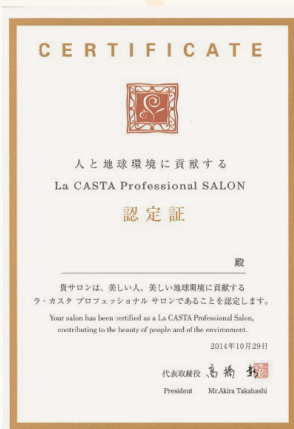 CERTIFICATE
人と地球環境に貢献する
La CASTA Professional SALON
認定証
殿
貴サロンは、美しい人、美しい地球環境に貢献する
ラ・カスタ プロフェッショナル サロンであることを認定します。
Your salon has been certified as a La CASTA Professional Salon,
contributing to the beauty of people and of the environment.
2014年10月29日
代表取締役 高橋
President Mr.Akira Takahashi